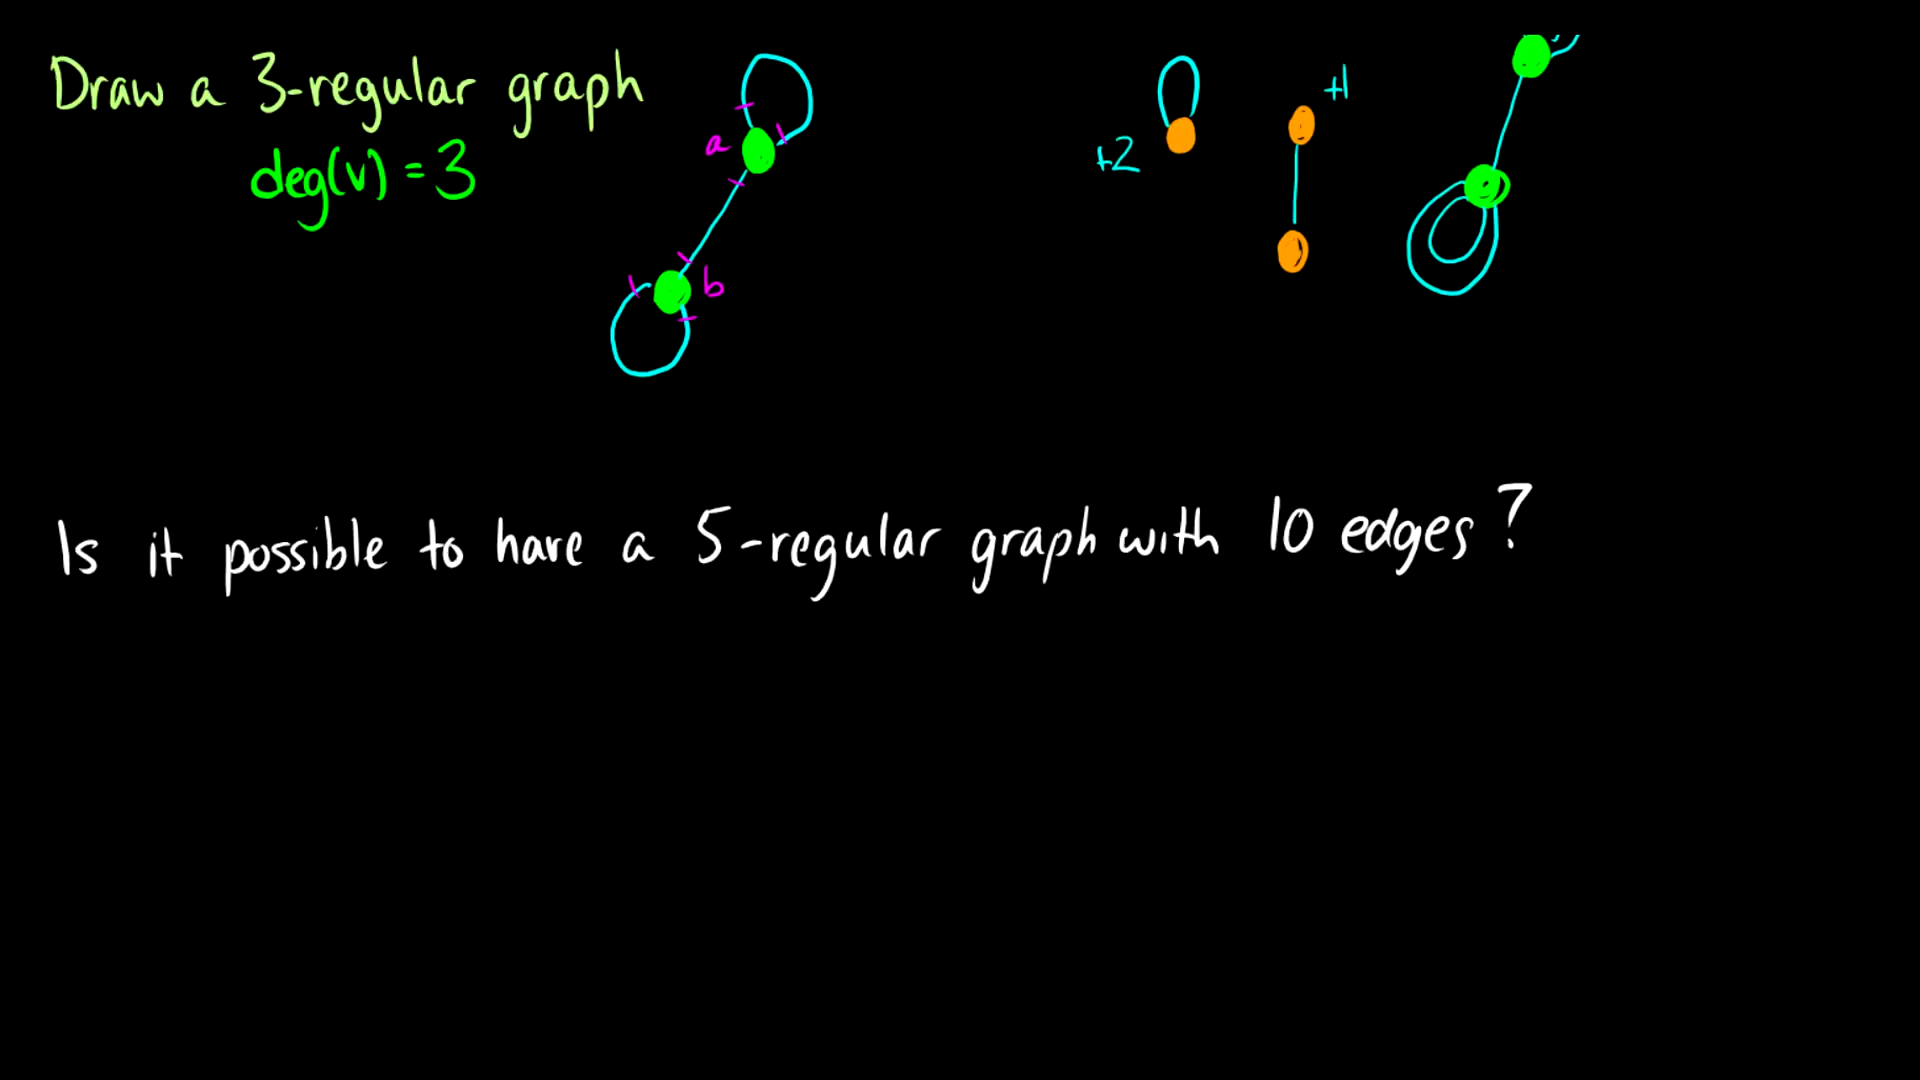 Draw a 3-regular graph
deg(v) = 3
a
b
+2
+1
Is it possible to have a 5-regular graph with 10 edges?